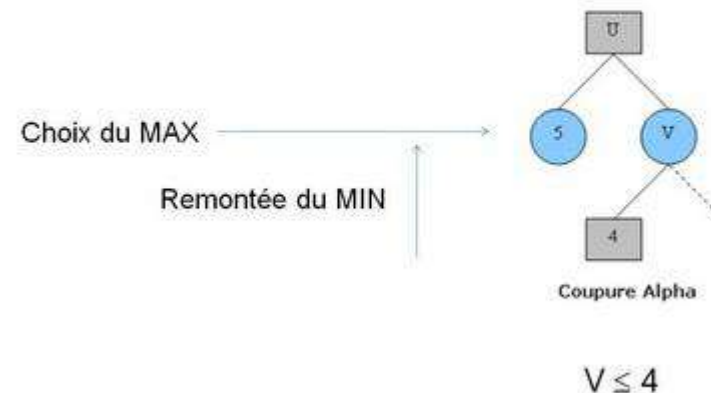 U
Choix du MAX
5
V
Remontée du MIN
4
Coupure Alpha
V ≤ 4